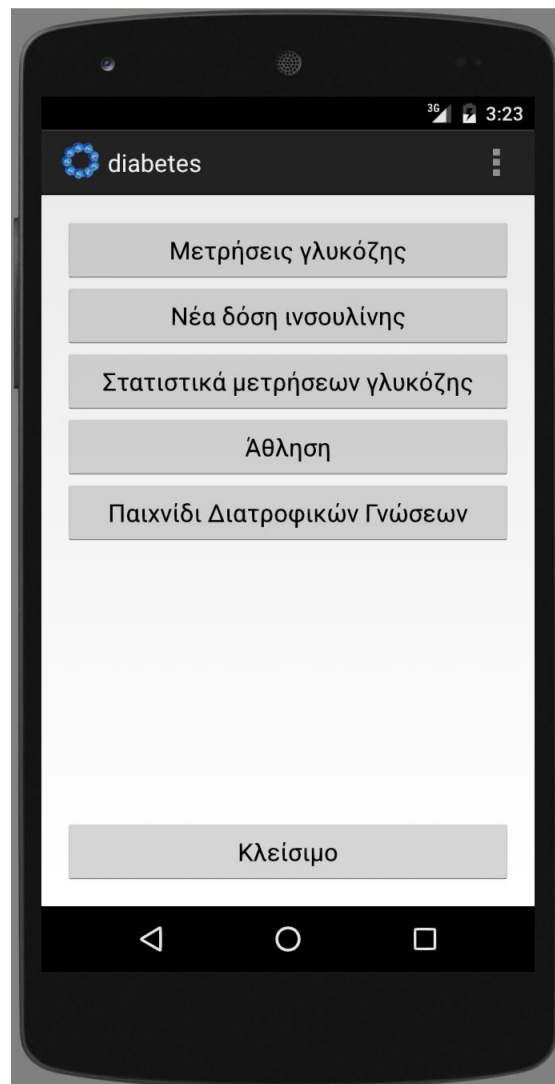 3G 3:23
diabetes
Μετρήσεις γλυκόζης
Νέα δόση ινσουλίνης
Στατιστικά μετρήσεων γλυκόζης
Άθληση
Παιχνίδι Διατροφικών Γνώσεων
Κλείσιμο